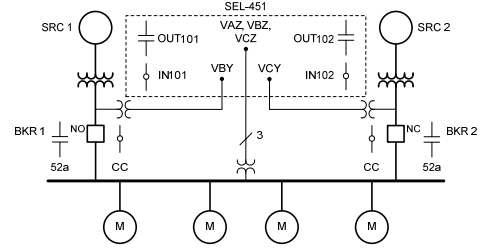 SEL-451
SRC 1
OUT101
VAZ, VBZ,
VCZ
OUT102
SRC 2
IN101
VBY
VCY
IN102
BKR 1
NO
3
NC
BKR 2
52a
CC
CC
52a
M
M
M
M